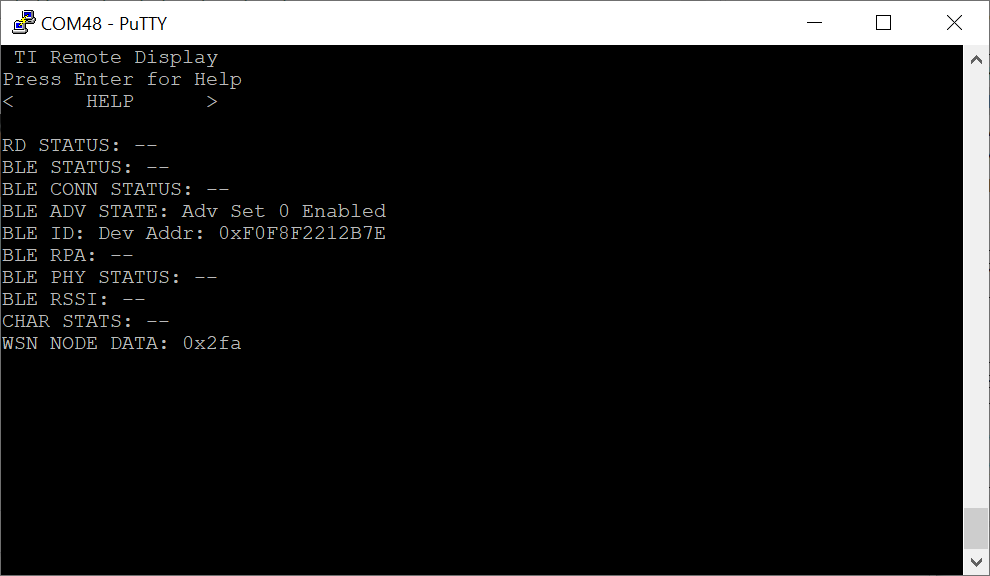 COM48 - PuTTY
TI Remote Display
Press Enter for Help
<      HELP      >
RD STATUS: --
BLE STATUS: --
BLE CONN STATUS: --
BLE ADV STATE: Adv Set 0 Enabled
BLE ID: Dev Addr: 0xF0F8F2212B7E
BLE RPA: --
BLE PHY STATUS: --
BLE RSSI: --
CHAR STATS: --
WSN NODE DATA: 0x2fa